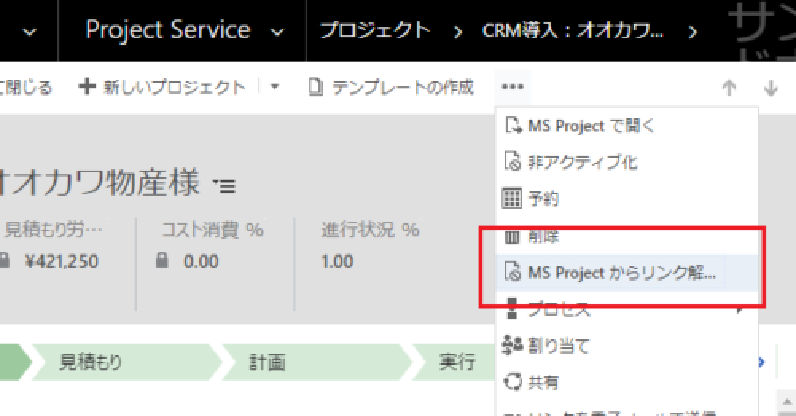 Project Service プロジェクト CRM導入：オオカワ...
て閉じる 新しいプロジェクト テンプレートの作成 •••
MS Project で開く
非アクティブ化
予約
削除
MS Project からリンク解...
プロセス
割り当て
共有
オオカワ物産様
見積もり労… コスト消費 % 進行状況 %
¥421,250 0.00 1.00
見積もり 計画 実行